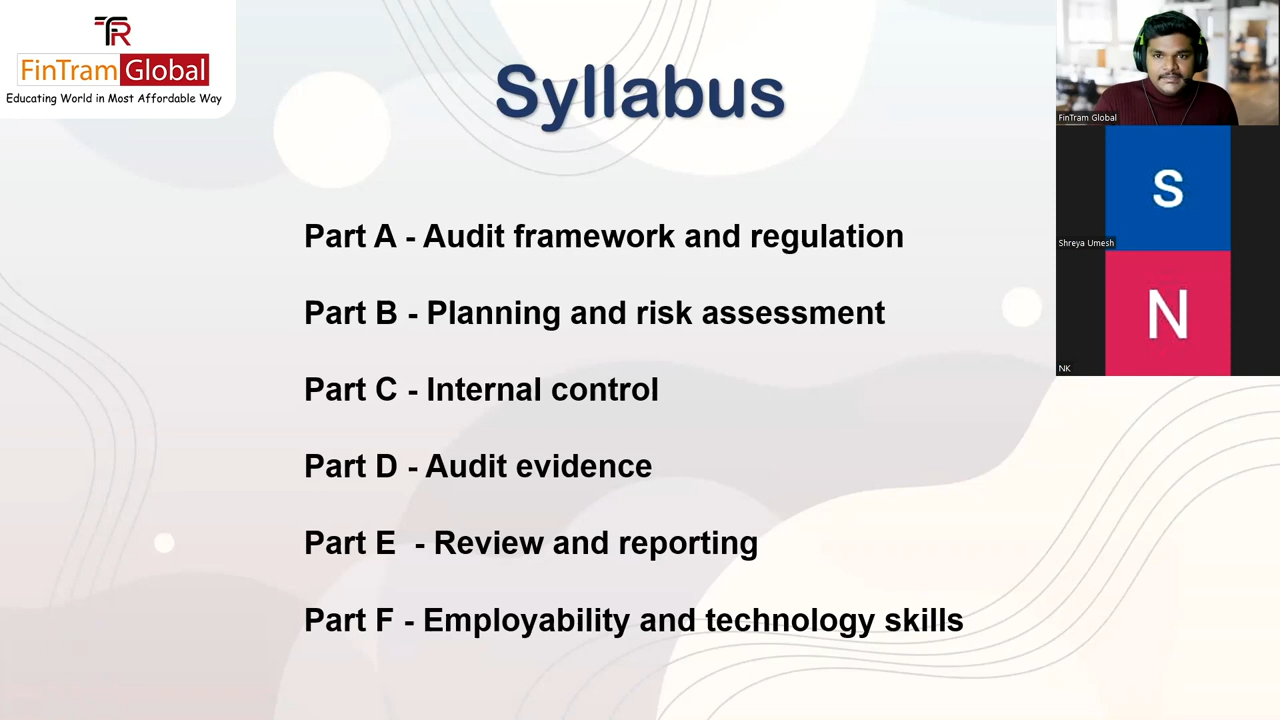 TR
FinTram Global
Educating World in Most Affordable Way
Syllabus
Part A - Audit framework and regulation
Part B - Planning and risk assessment
Part C - Internal control
Part D - Audit evidence
Part E - Review and reporting
Part F - Employability and technology skills
FinTram Global
S
Shreya Umesh
N
NK